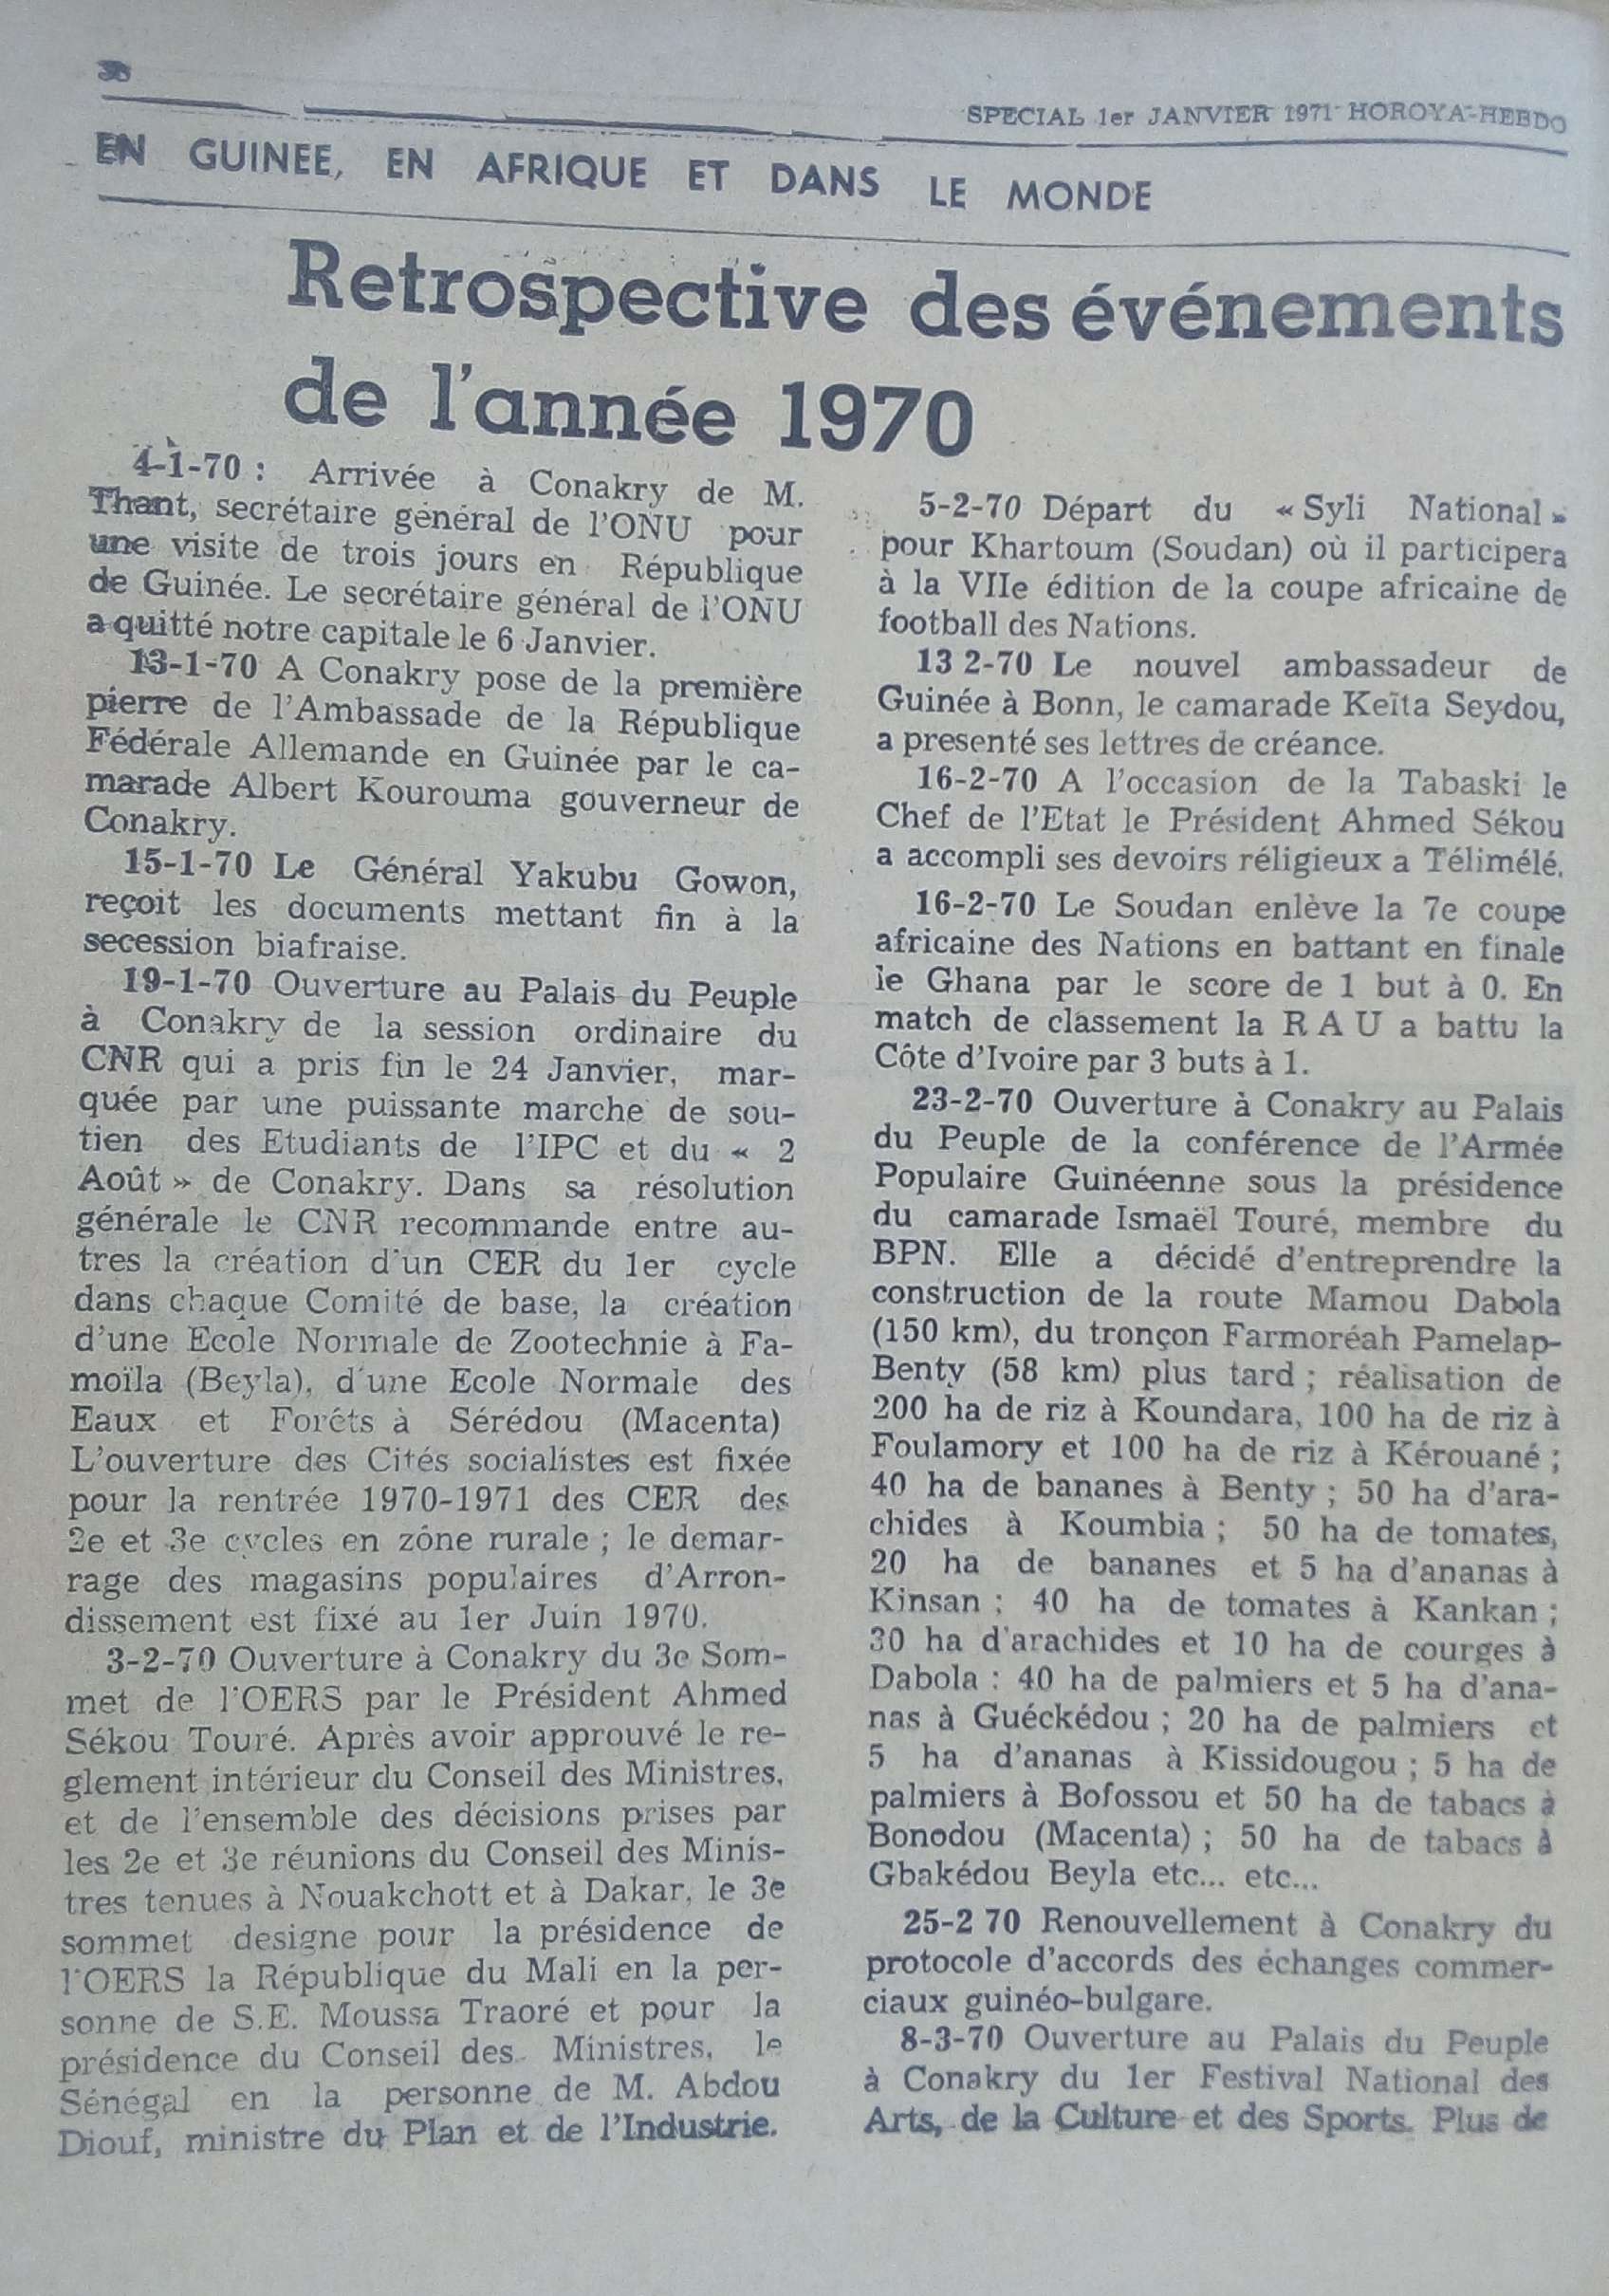 SPECIAL 1er JANVIER 1971 HOROYA-HEBDO
EN GUINEE, EN AFRIQUE ET DANS LE MONDE
Retrospective des événements
de l'année 1970
4-1-70 : Arrivée à Conakry de M.
Thant, secrétaire général de l'ONU pour
une visite de trois jours en République
de Guinée. Le secrétaire général de l'ONU
a quitté notre capitale le 6 Janvier.
13-1-70 A Conakry pose de la première
pierre de l'Ambassade de la République
Fédérale Allemande en Guinée par le ca-
marade Albert Kourouma gouverneur de
Conakry.
15-1-70 Le Général Yakubu Gowon,
reçoit les documents mettant fin à la
secession biafraise.
19-1-70 Ouverture au Palais du Peuple
à Conakry de la session ordinaire du
CNR qui a pris fin le 24 Janvier, mar-
quée par une puissante marche de sou-
tien des Etudiants de l'IPC et du « 2
Août » de Conakry. Dans sa résolution
générale le CNR recommande entre au-
tres la création d'un CER du 1er cycle
dans chaque Comité de base, la création
d'une Ecole Normale de Zootechnie à Fa-
moïla (Beyla), d'une Ecole Normale des
Eaux et Forêts à Sérédou (Macenta)
L'ouverture des Cités socialistes est fixée
pour la rentrée 1970-1971 des CER des
2e et 3e cycles en zône rurale ; le demar-
rage des magasins populaires d'Arron-
dissement est fixé au 1er Juin 1970.
3-2-70 Ouverture à Conakry du 3e Som-
met de l'OERS par le Président Ahmed
Sékou Touré. Après avoir approuvé le re-
glement intérieur du Conseil des Ministres,
et de l'ensemble des décisions prises par
les 2e et 3e réunions du Conseil des Minis-
tres tenues à Nouakchott et à Dakar, le 3e
sommet designe pour la présidence de
l'OERS la République du Mali en la per-
sonne de S.E. Moussa Traoré et pour la
présidence du Conseil des Ministres, le
Sénégal en la personne de M. Abdou
Diouf, ministre du Plan et de l'Industrie.
5-2-70 Départ du « Syli National »
pour Khartoum (Soudan) où il participera
à la VIIe édition de la coupe africaine de
football des Nations.
13 2-70 Le nouvel ambassadeur de
Guinée à Bonn, le camarade Keïta Seydou,
a presenté ses lettres de créance.
16-2-70 A l'occasion de la Tabaski le
Chef de l'Etat le Président Ahmed Sékou
a accompli ses devoirs réligieux a Télimélé.
16-2-70 Le Soudan enlève la 7e coupe
africaine des Nations en battant en finale
le Ghana par le score de 1 but à 0. En
match de classement la R A U a battu la
Côte d'Ivoire par 3 buts à 1.
23-2-70 Ouverture à Conakry au Palais
du Peuple de la conférence de l'Armée
Populaire Guinéenne sous la présidence
du camarade Ismaël Touré, membre du
BPN. Elle a décidé d'entreprendre la
construction de la route Mamou Dabola
(150 km), du tronçon Farmoréah Pamelap-
Benty (58 km) plus tard ; réalisation de
200 ha de riz à Koundara, 100 ha de riz à
Foulamory et 100 ha de riz à Kérouané ;
40 ha de bananes à Benty ; 50 ha d'ara-
chides à Koumbia ; 50 ha de tomates,
20 ha de bananes et 5 ha d'ananas à
Kinsan ; 40 ha de tomates à Kankan ;
30 ha d'arachides et 10 ha de courges à
Dabola : 40 ha de palmiers et 5 ha d'ana-
nas à Guéckédou ; 20 ha de palmiers et
5 ha d'ananas à Kissidougou ; 5 ha de
palmiers à Bofossou et 50 ha de tabacs à
Bonodou (Macenta) ; 50 ha de tabacs à
Gbakédou Beyla etc... etc...
25-2 70 Renouvellement à Conakry du
protocole d'accords des échanges commer-
ciaux guinéo-bulgare.
8-3-70 Ouverture au Palais du Peuple
à Conakry du 1er Festival National des
Arts, de la Culture et des Sports. Plus de